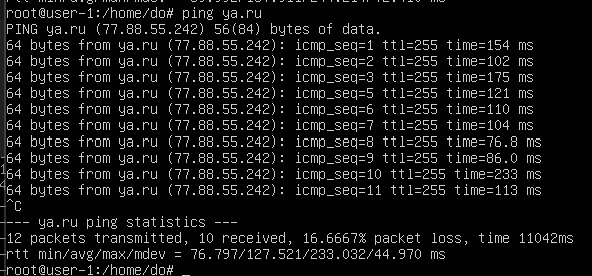 root@user-1:/home/do# ping ya.ru
PING ya.ru (77.88.55.242) 56(84) bytes of data.
64 bytes from ya.ru (77.88.55.242): icmp_seq=1 ttl=255 time=154 ms
64 bytes from ya.ru (77.88.55.242): icmp_seq=2 ttl=255 time=102 ms
64 bytes from ya.ru (77.88.55.242): icmp_seq=3 ttl=255 time=175 ms
64 bytes from ya.ru (77.88.55.242): icmp_seq=5 ttl=255 time=121 ms
64 bytes from ya.ru (77.88.55.242): icmp_seq=6 ttl=255 time=110 ms
64 bytes from ya.ru (77.88.55.242): icmp_seq=7 ttl=255 time=104 ms
64 bytes from ya.ru (77.88.55.242): icmp_seq=8 ttl=255 time=76.8 ms
64 bytes from ya.ru (77.88.55.242): icmp_seq=9 ttl=255 time=86.0 ms
64 bytes from ya.ru (77.88.55.242): icmp_seq=10 ttl=255 time=233 ms
64 bytes from ya.ru (77.88.55.242): icmp_seq=11 ttl=255 time=113 ms
^C
--- ya.ru ping statistics ---
12 packets transmitted, 10 received, 16.6667% packet loss, time 11042ms
rtt min/avg/max/mdev = 76.797/127.521/233.032/44.970 ms
root@user-1:/home/do# _